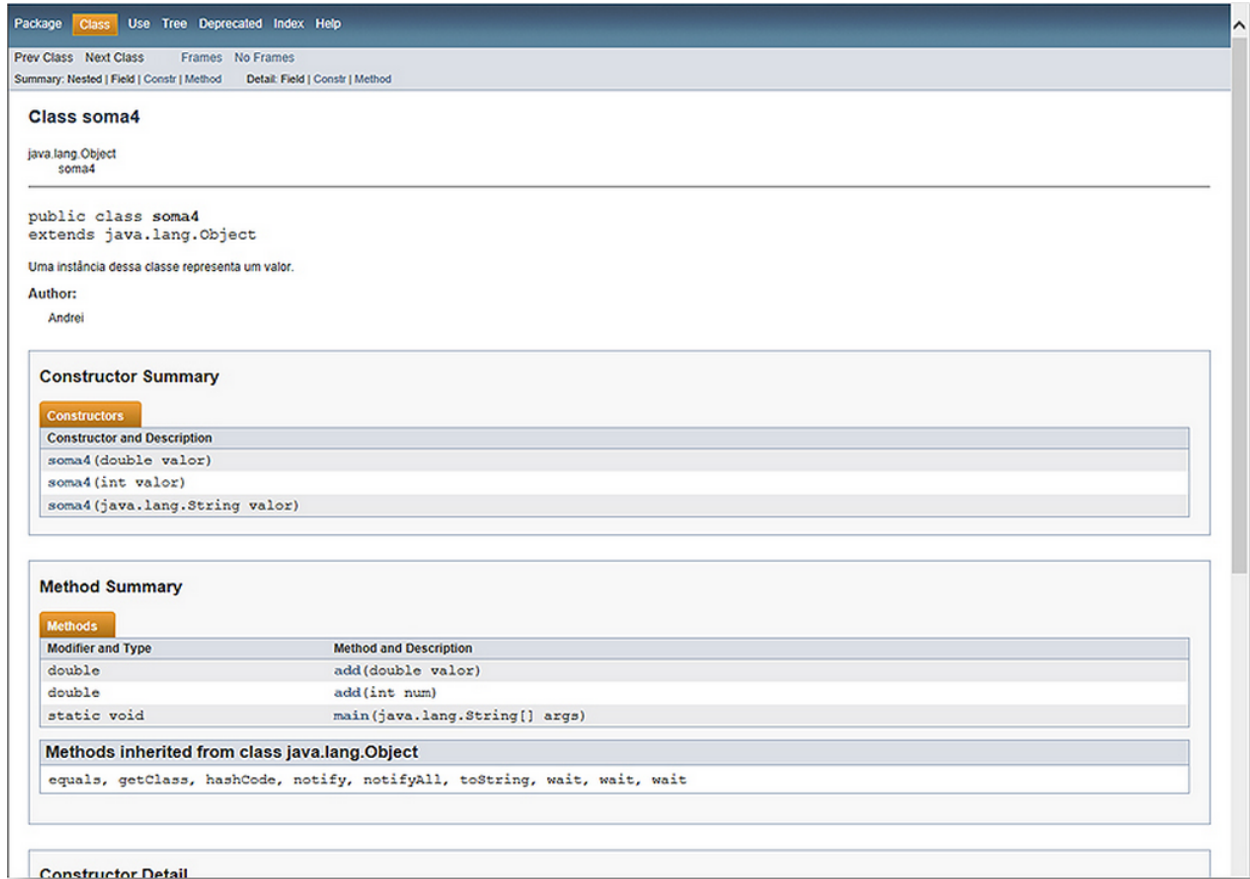 Package Class Use Tree Deprecated Index Help
Prev Class Next Class Frames No Frames
Summary: Nested | Field | Constr | Method Detail: Field | Constr | Method
Class soma4
java.lang.Object
soma4
public class soma4
extends java.lang.Object
Uma instância dessa classe representa um valor.
Author:
Andrei
Constructor Summary
Constructors
Constructor and Description
soma4(double valor)
soma4(int valor)
soma4(java.lang.String valor)
Method Summary
Methods
Modifier and Type Method and Description
double add(double valor)
double add(int num)
static void main(java.lang.String[] args)
Methods inherited from class java.lang.Object
equals, getClass, hashCode, notify, notifyAll, toString, wait, wait, wait
Constructor Detail